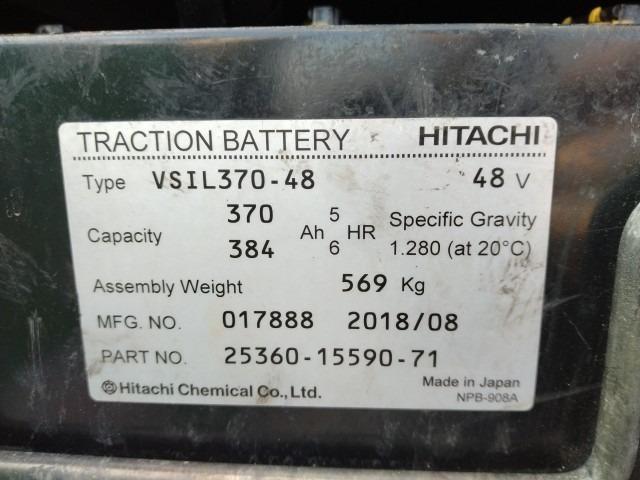 TRACTION BATTERY HITACHI
Type VSIL370-48 48 V
Capacity 370 Ah 5 HR Specific Gravity
384 6 1.280 (at 20°C)
Assembly Weight 569 Kg
MFG. NO. 017888 2018/08
PART NO. 25360-15590-71
Hitachi Chemical Co., Ltd. Made in Japan
NPB-908A